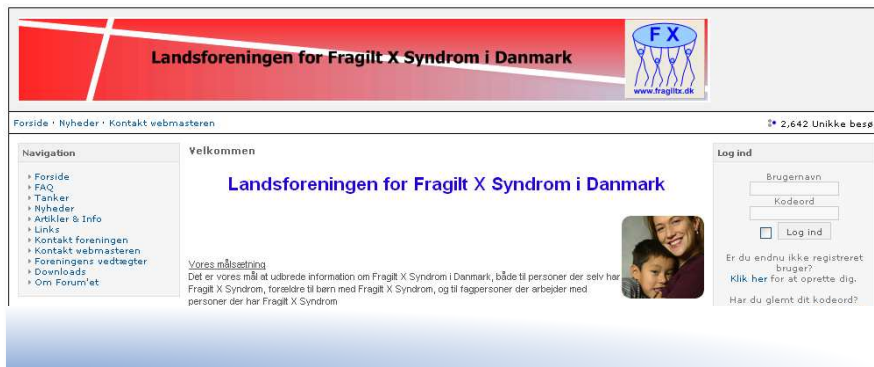 Landsforeningen for Fragilt X Syndrom i Danmark
F X
www.fragiltx.dk
Forside · Nyheder · Kontakt webmasteren
2,642 Unikke besø
Navigation
Forside
FAQ
Tanker
Nyheder
Artikler & Info
Links
Kontakt foreningen
Kontakt webmasteren
Foreningens vedtægter
Downloads
Om Forum'et
Velkommen
Landsforeningen for Fragilt X Syndrom i Danmark
Vores målsætning
Det er vores mål at udbrede information om Fragilt X Syndrom i Danmark, både til personer der selv har
Fragilt X Syndrom, forældre til børn med Fragilt X Syndrom, og til fagpersoner der arbejder med
personer der har Fragilt X Syndrom
Log ind
Brugernavn
Kodeord
Log ind
Er du endnu ikke registreret
bruger?
Klik her for at oprette dig.
Har du glemt dit kodeord?